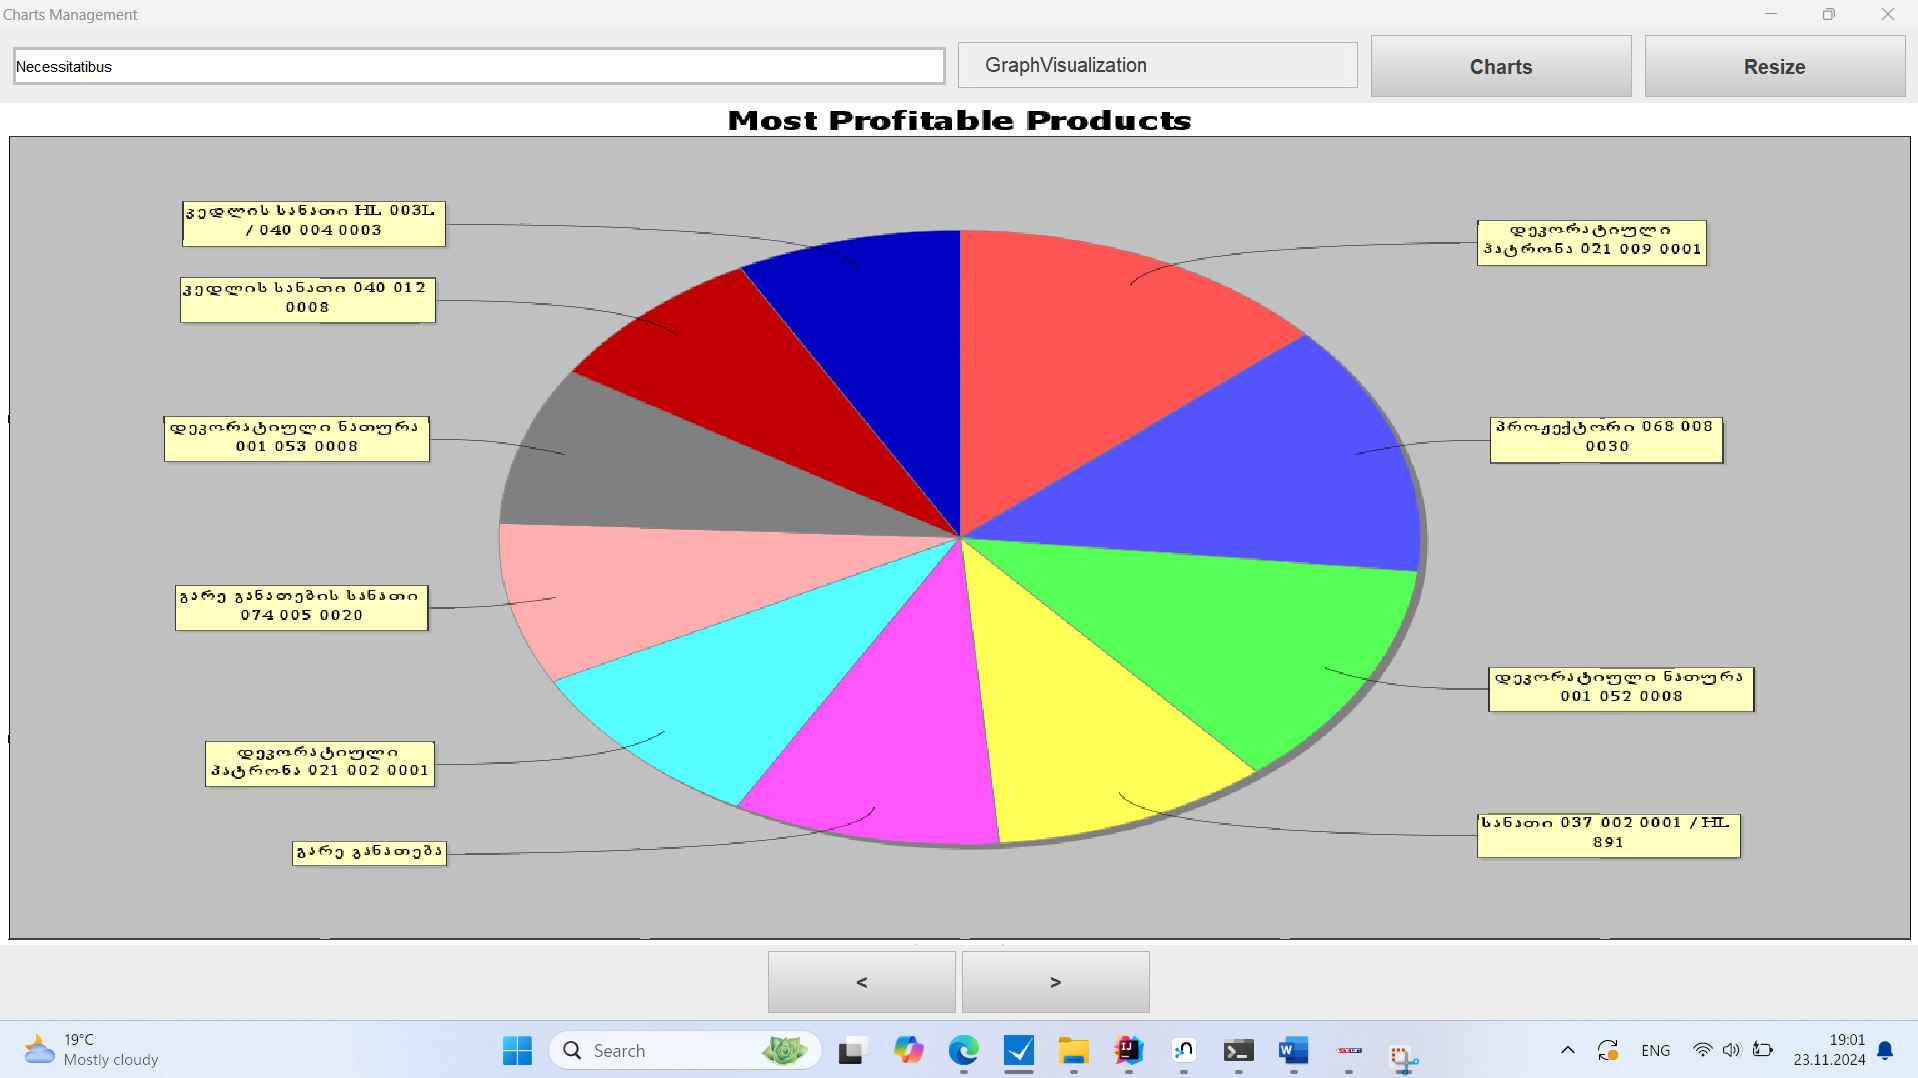 Charts Management
Necessitatibus
GraphVisualization
Charts
Resize
Most Profitable Products
კედლის სანათი HL 003L
/ 040 004 0003
დეკორატიული
პატრონა 021 009 0001
კედლის სანათი 040 012
0008
დეკორატიული ნათურა
001 053 0008
პროჟექტორი 068 008
0030
გარე განათების სანათი
074 005 0020
დეკორატიული ნათურა
001 052 0008
დეკორატიული
პატრონა 021 002 0001
სანათი 037 002 0001 / HL
891
გარე განათება
<
>
19°C
Mostly cloudy
Search
ENG
19:01
23.11.2024